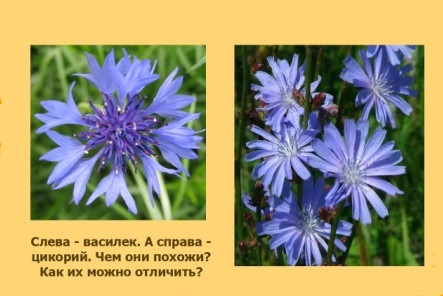 Слева - василек. А справа -
цикорий. Чем они похожи?
Как их можно отличить?